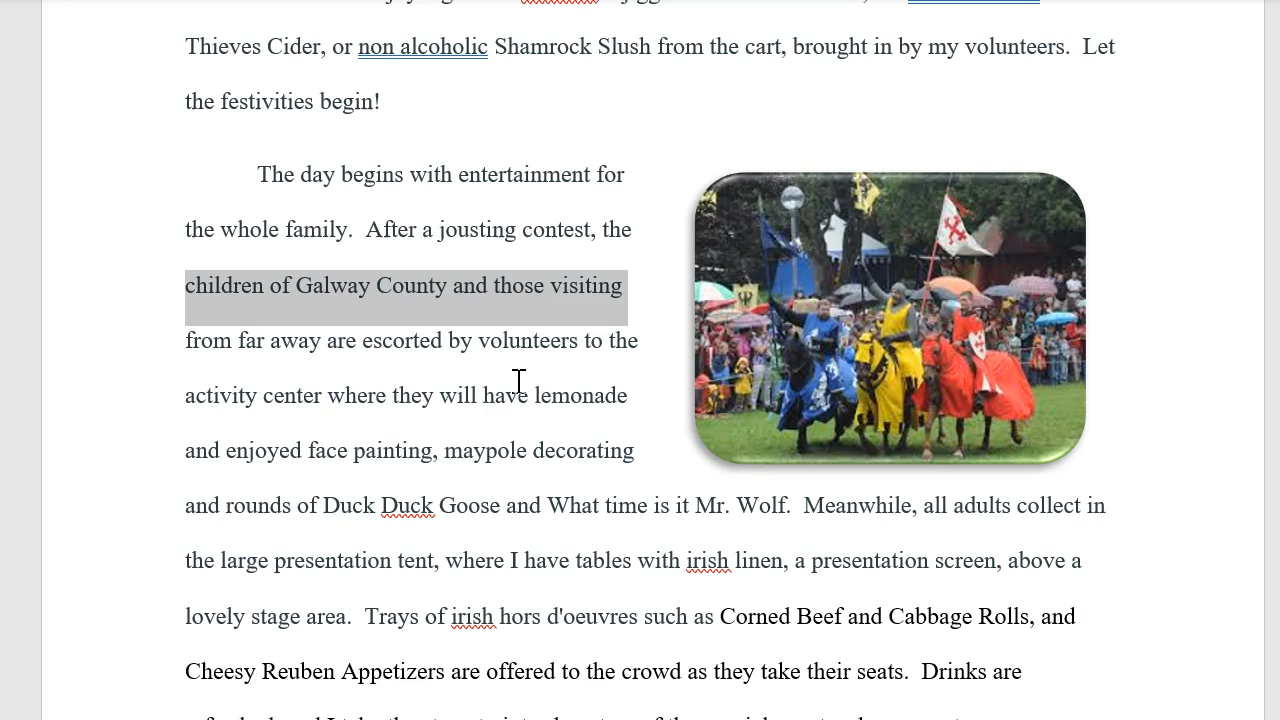 Thieves Cider, or non alcoholic Shamrock Slush from the cart, brought in by my volunteers.  Let
the festivities begin!
The day begins with entertainment for
the whole family.  After a jousting contest, the
children of Galway County and those visiting
from far away are escorted by volunteers to the
activity center where they will have lemonade
and enjoyed face painting, maypole decorating
and rounds of Duck Duck Goose and What time is it Mr. Wolf.  Meanwhile, all adults collect in
the large presentation tent, where I have tables with irish linen, a presentation screen, above a
lovely stage area.  Trays of irish hors d'oeuvres such as Corned Beef and Cabbage Rolls, and
Cheesy Reuben Appetizers are offered to the crowd as they take their seats.  Drinks are